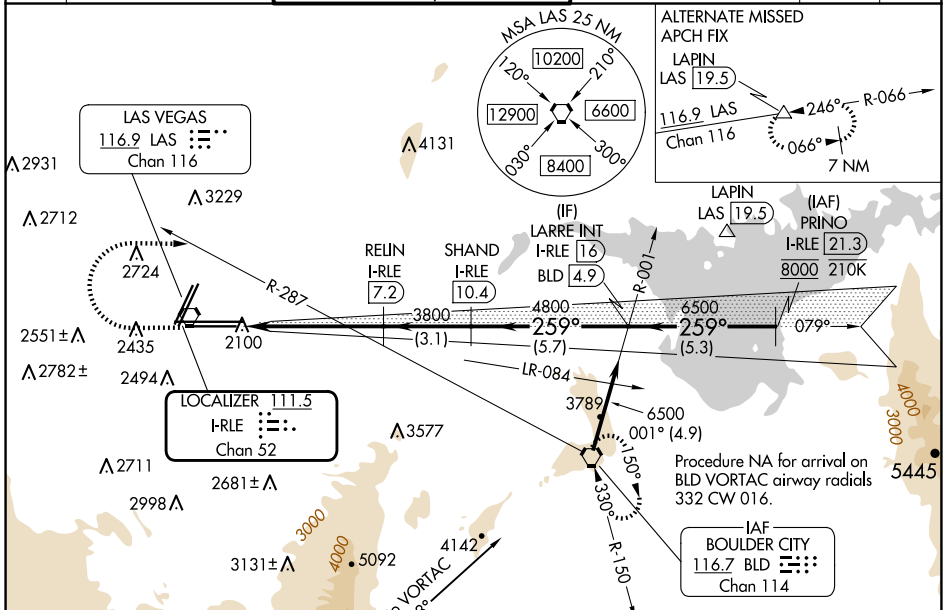 MSA LAS 25 NM
10200
120°
210°
12900
6600
030°
300°
8400
ALTERNATE MISSED
APCH FIX
LAPIN
LAS 19.5
116.9 LAS
Chan 116
246°
R-066
066°
7 NM
LAS VEGAS
116.9 LAS
Chan 116
2931
4131
3229
2712
2724
R-287
RELIN
I-RLE
7.2
SHAND
I-RLE
10.4
(IF)
LARRE INT
I-RLE 16
BLD 4.9
R-001
LAPIN
LAS 19.5
(IAF)
PRINO
I-RLE 21.3
8000 210K
3800
4800
6500
2551±
2435
2100
259°
259°
079°
(3.1)
(5.7)
(5.3)
2782±
2494
LR-084
LOCALIZER 111.5
I-RLE
Chan 52
3789
6500
001° (4.9)
4000
3000
5445
3577
2711
2681±
2998
150°
330°
Procedure NA for arrival on
BLD VORTAC airway radials
332 CW 016.
3000
4000
3131±
5092
4142
VORTAC
R-150
IAF
BOULDER CITY
116.7 BLD
Chan 114